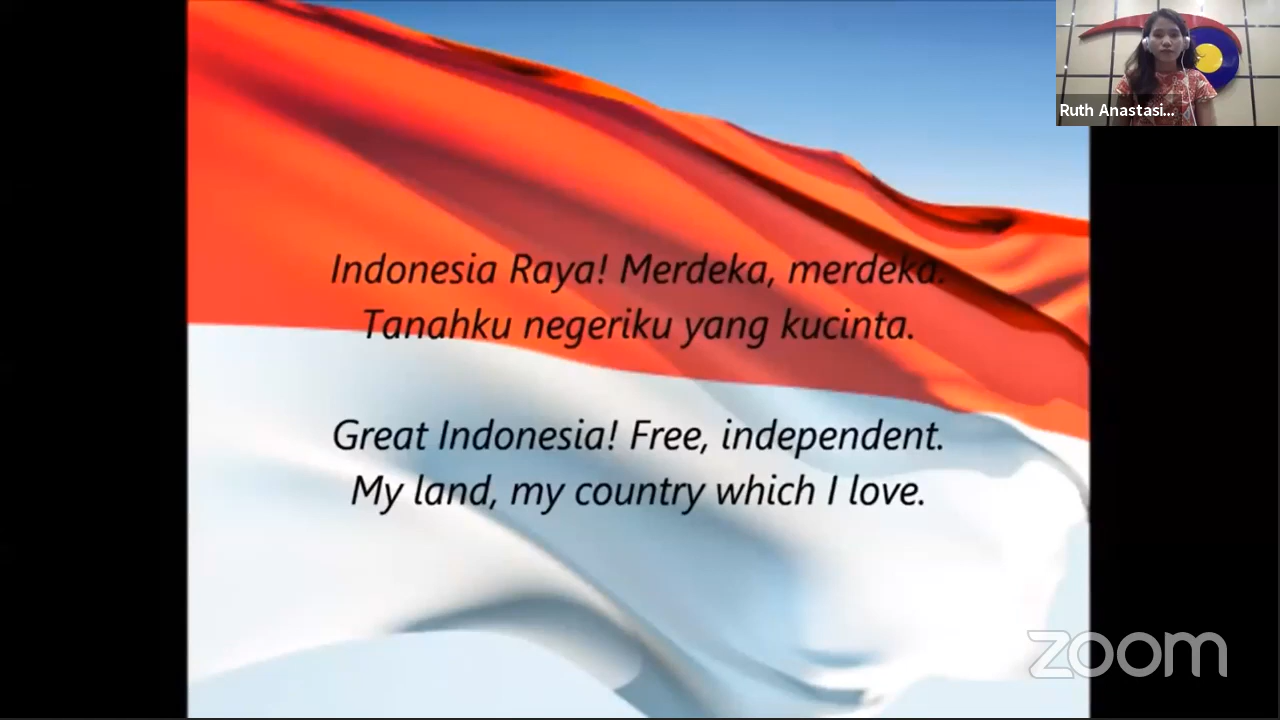 Ruth Anastasi...
Indonesia Raya! Merdeka, merdeka.
Tanahku negeriku yang kucinta.
Great Indonesia! Free, independent.
My land, my country which I love.
zoom